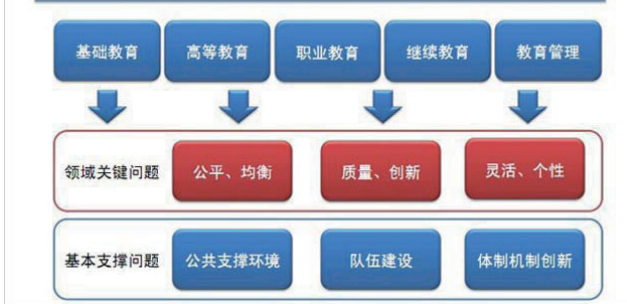 基础教育
高等教育
职业教育
继续教育
教育管理
领域关键问题
公平、均衡
质量、创新
灵活、个性
基本支撑问题
公共支撑环境
队伍建设
体制机制创新